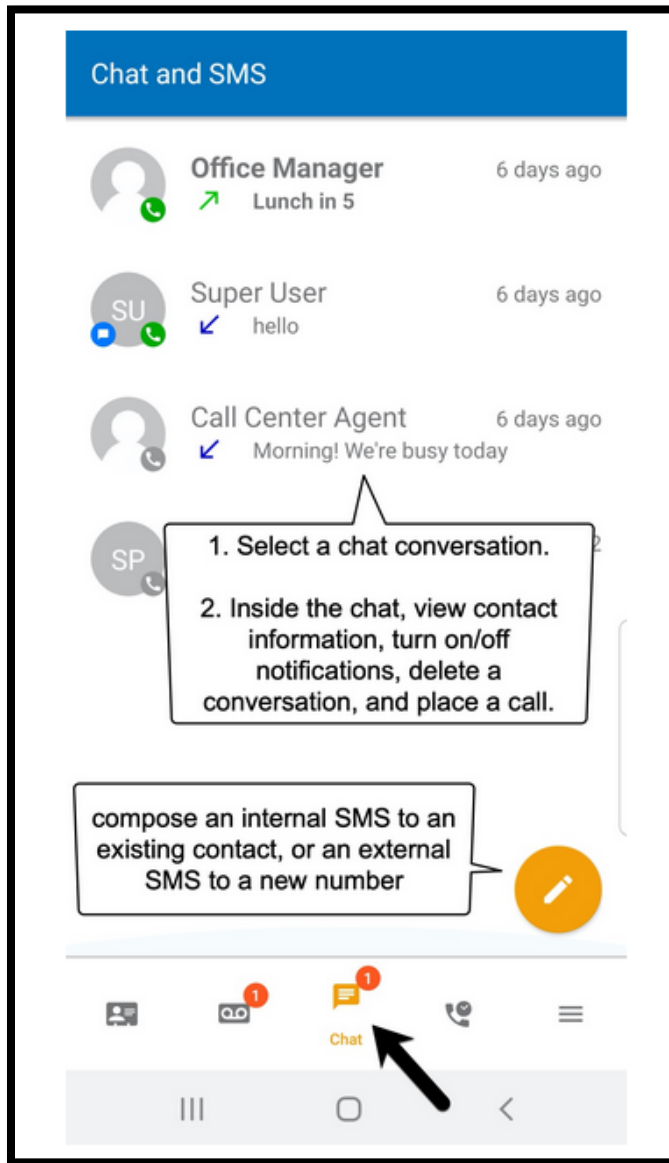 Chat and SMS
Office Manager
6 days ago
Lunch in 5
SU
Super User
6 days ago
hello
Call Center Agent
6 days ago
Morning! We're busy today
SP
2
1. Select a chat conversation.
2. Inside the chat, view contact
information, turn on/off
notifications, delete a
conversation, and place a call.
compose an internal SMS to an
existing contact, or an external
SMS to a new number
1
1
Chat